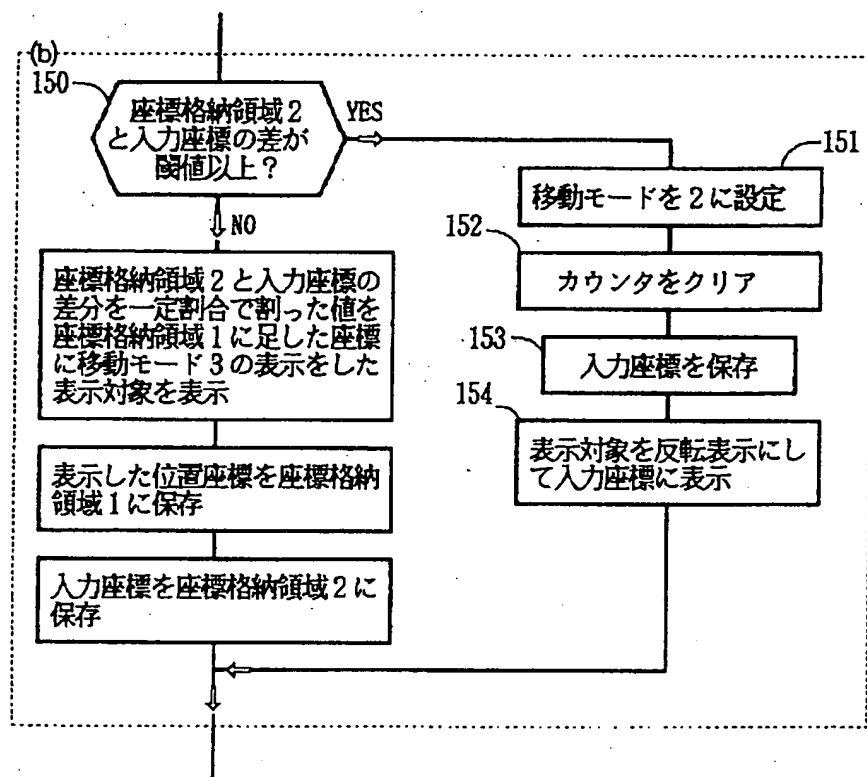 (b)
150
座標格納領域2
と入力座標の差が
閾値以上?
YES
NO
座標格納領域2と入力座標の
差分を一定割合で割った値を
座標格納領域1に足した座標
に移動モード3の表示をした
表示対象を表示
表示した位置座標を座標格納
領域1に保存
入力座標を座標格納領域2に
保存
151
移動モードを2に設定
152
カウンタをクリア
153
入力座標を保存
154
表示対象を反転表示にし
て入力座標に表示